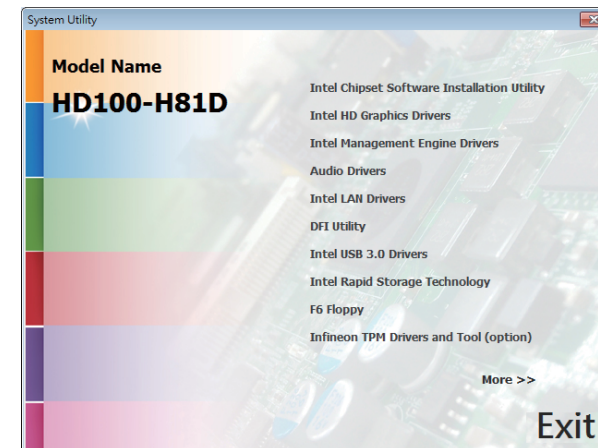 System Utility
Model Name
HD100-H81D
Intel Chipset Software Installation Utility
Intel HD Graphics Drivers
Intel Management Engine Drivers
Audio Drivers
Intel LAN Drivers
DFI Utility
Intel USB 3.0 Drivers
Intel Rapid Storage Technology
F6 Floppy
Infineon TPM Drivers and Tool (option)
More >>
Exit